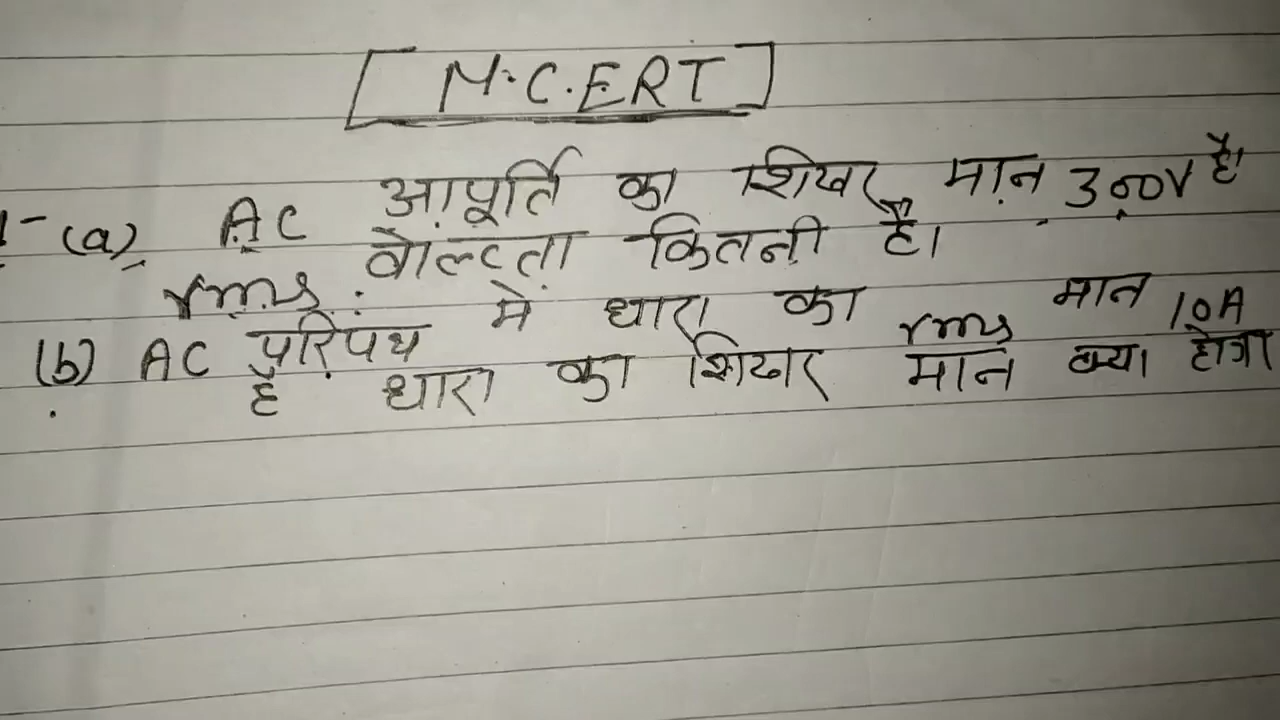 N.C.ERT
1- (a) AC आपूर्ति का शिखर मान 300V है।
rms वोल्टता कितनी है।
(b) AC परिपथ में धारा का rms मान 10A
है धारा का शिखर मान क्या होगा